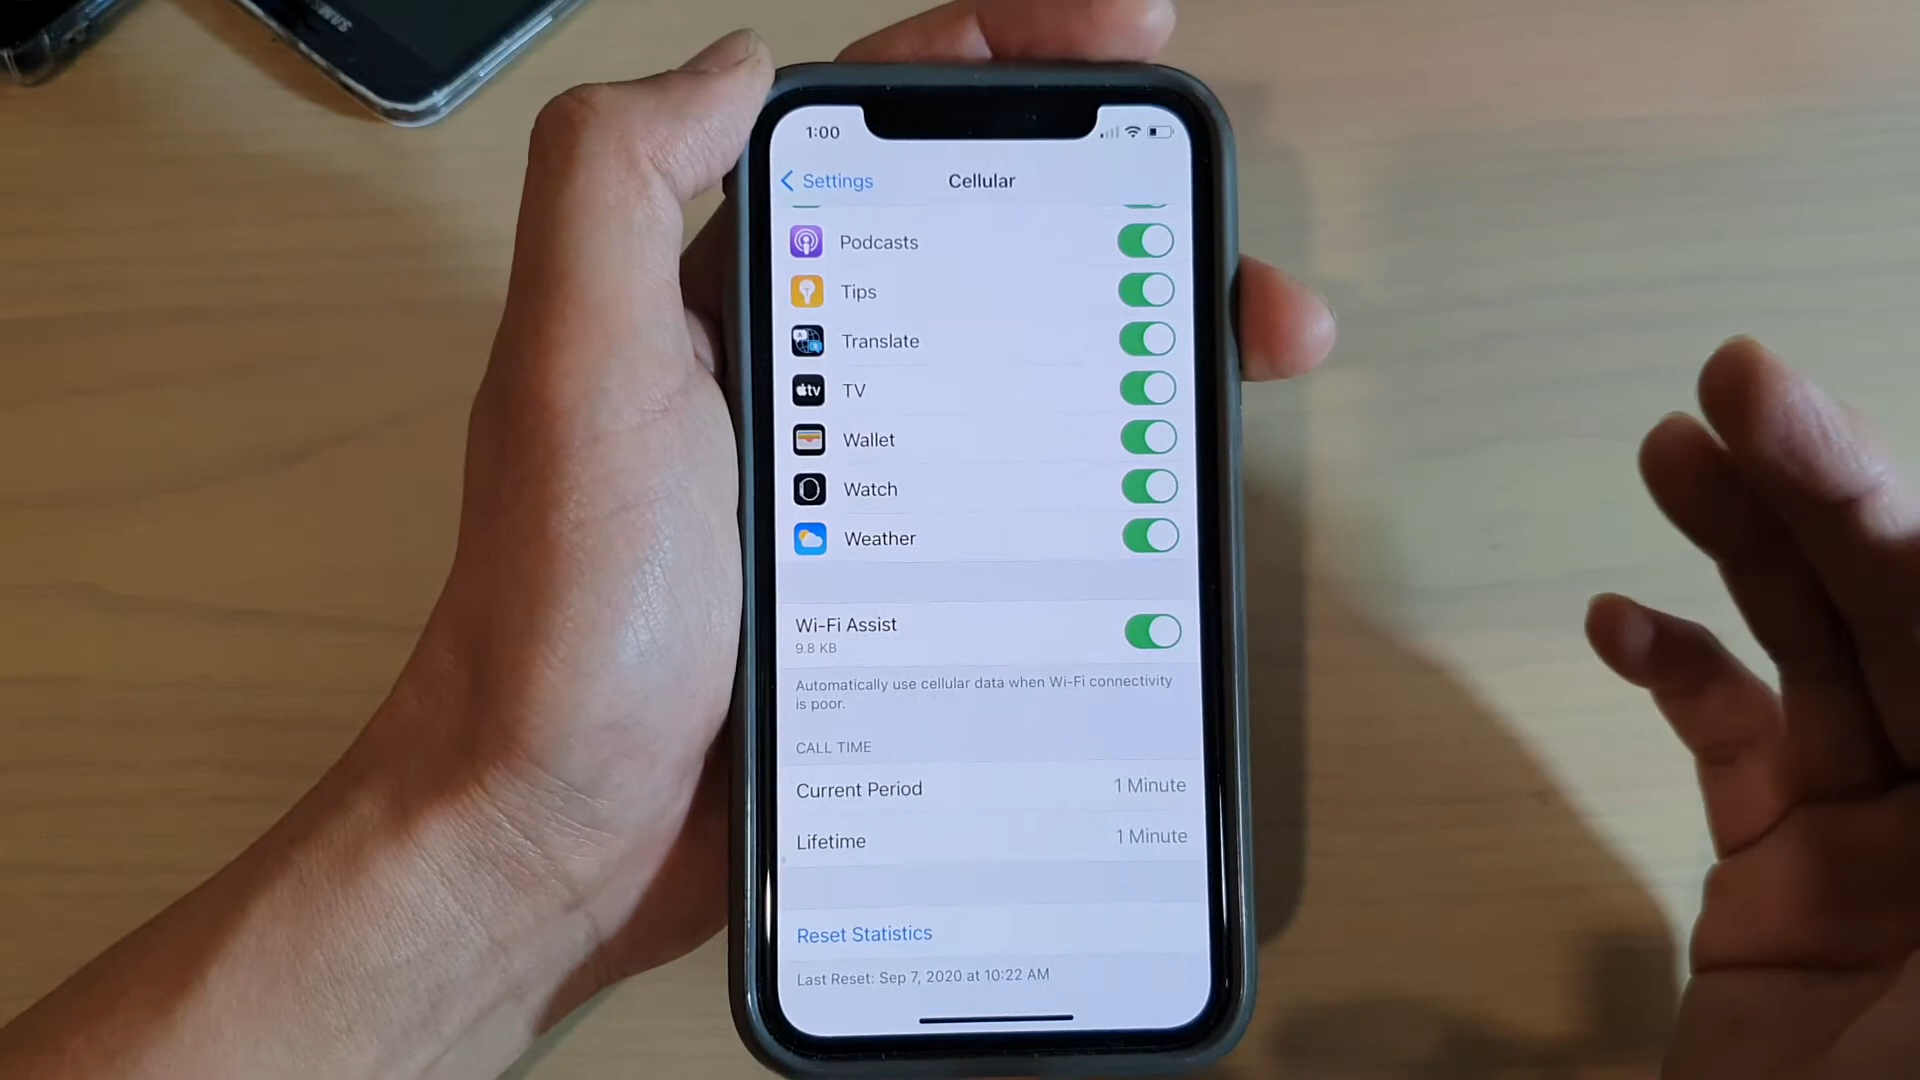 SAMSUNG
1:00
Settings
Cellular
Podcasts
Tips
Translate
tv
TV
Wallet
Watch
Weather
Wi-Fi Assist
9.8 KB
Automatically use cellular data when Wi-Fi connectivity
is poor.
CALL TIME
Current Period
1 Minute
Lifetime
1 Minute
Reset Statistics
Last Reset: Sep 7, 2020 at 10:22 AM